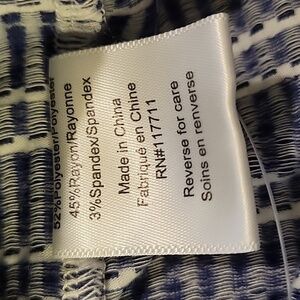 52%Polyester/Polyester
45%Rayon/Rayonne
3%Spandex/Spandex
Made in China
Fabriqué en Chine
RN#117711
Reverse for care
Soins en renverse